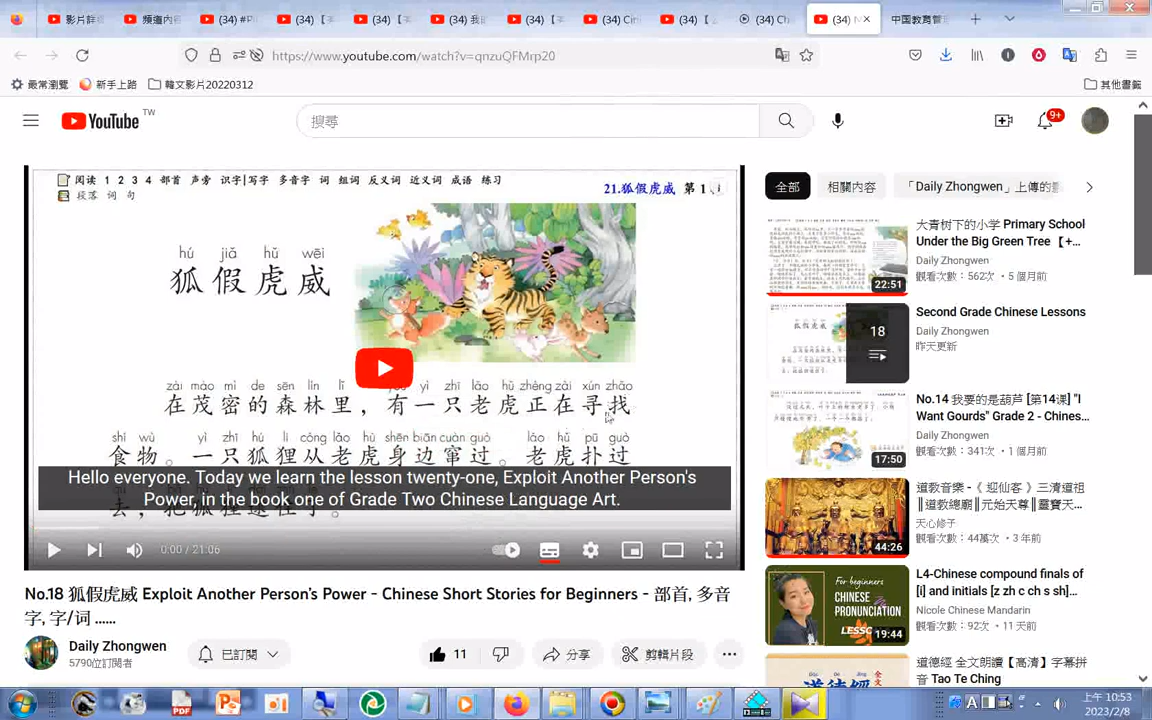 (34) #P
(34)【
(34)【
(34) 我
(34)【
(34) Cin
(34)【
(34) Ch
中国教育管
https://www.youtube.com/watch?v=qnzuQFMrp20
最常瀏覽 新手上路 韓文影片20220312 其他書籤
YouTube TW
搜尋
9+
阅读 1 2 3 4 部首 声旁 识字|写字 多音字 词 组词 反义词 近义词 成语 练习
段落 词 句
21.狐假虎威 第 1
hú jiǎ hǔ wēi
狐假虎威
zài mào mì de sēn lín lǐ yì zhī lǎo hǔ zhèng zài xún zhǎo
在茂密的森林里，有一只老虎正在寻找
shí wù yì zhī hú li cóng lǎo hǔ shēn biān cuàn guò lǎo hǔ pū guò
食物。一只狐狸从老虎身边窜过。老虎扑过
Hello everyone. Today we learn the lesson twenty-one, Exploit Another Person's
Power, in the book one of Grade Two Chinese Language Art.
0:00 / 21:06
No.18 狐假虎威 Exploit Another Person's Power - Chinese Short Stories for Beginners - 部首, 多音
字, 字/词 ......
Daily Zhongwen
5790位訂閱者
已訂閱
11
分享
剪輯片段
全部 相關內容 「Daily Zhongwen」上傳的
大青树下的小学 Primary School
Under the Big Green Tree【+...
Daily Zhongwen
觀看次數：562次 • 5 個月前
22:51
Second Grade Chinese Lessons
Daily Zhongwen
昨天更新
18
No.14 我要的是葫芦 [第14课] "I
Want Gourds" Grade 2 - Chines...
Daily Zhongwen
觀看次數：341次 • 1 個月前
17:50
道教音樂 -《 迎仙客 》三清道祖
║道教總廟║元始天尊║靈寶天...
天心修子
觀看次數：44萬次 • 3 年前
44:26
L4-Chinese compound finals of
[i] and initials [z zh c ch s sh]...
Nicole Chinese Mandarin
觀看次數：92次 • 11 天前
For beginners
CHINESE
PRONUNCIATION
19:44
道德經 全文朗讀【高清】字幕拼
音 Tao Te Ching
上午 10:53
2023/2/8